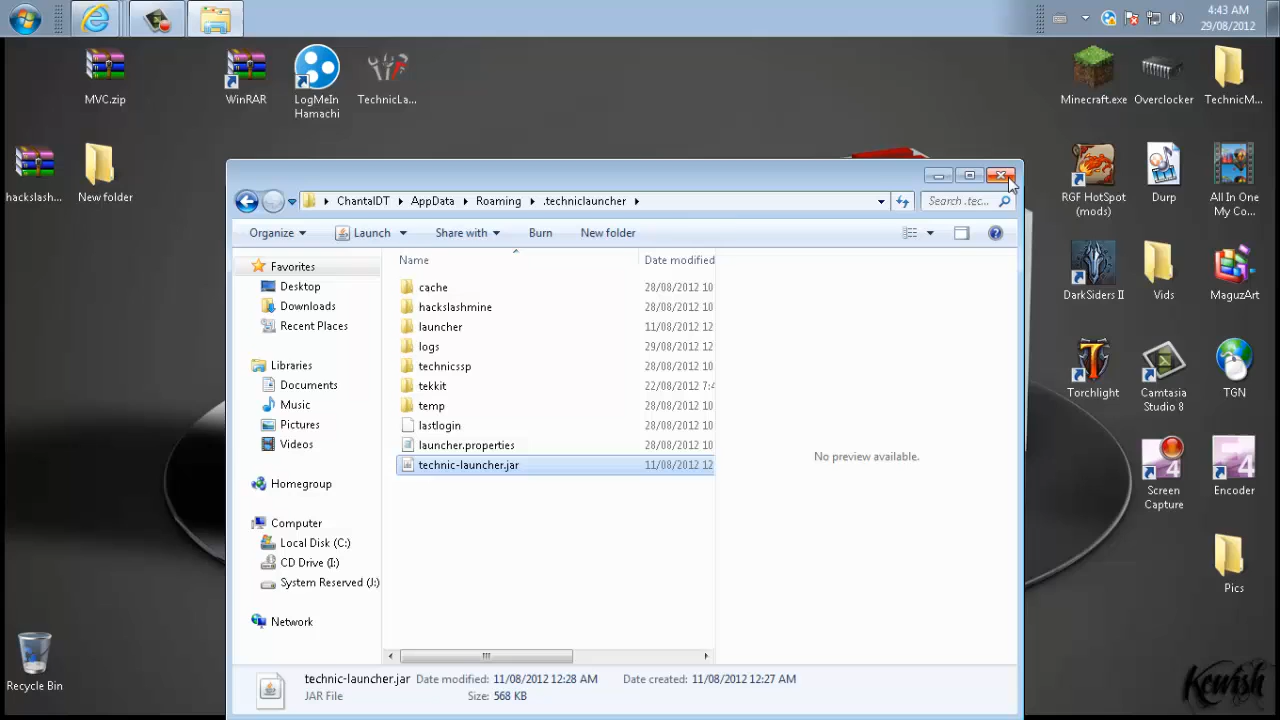 4:43 AM
29/08/2012
MVC.zip
WinRAR
LogMeIn
Hamachi
TechnicLa...
Minecraft.exe
Overclocker
TechnicM...
hackslash...
New folder
RGF HotSpot
(mods)
Durp
All In One
My Co...
ChantalDT
AppData
Roaming
.techniclauncher
Search .tec...
Organize
Launch
Share with
Burn
New folder
Name
Date modified
Favorites
Desktop
Downloads
Recent Places
Libraries
Documents
Music
Pictures
Videos
Homegroup
Computer
Local Disk (C:)
CD Drive (I:)
System Reserved (J:)
Network
cache 28/08/2012 10
hackslashmine 28/08/2012 10
launcher 11/08/2012 12
logs 29/08/2012 12
technicssp 28/08/2012 10
tekkit 22/08/2012 7:4
temp 28/08/2012 10
lastlogin 28/08/2012 10
launcher.properties 28/08/2012 10
technic-launcher.jar 11/08/2012 12
No preview available.
DarkSiders II
Vids
MaguzArt
Torchlight
Camtasia
Studio 8
TGN
Screen
Capture
Encoder
Pics
Recycle Bin
technic-launcher.jar Date modified: 11/08/2012 12:28 AM Date created: 11/08/2012 12:27 AM
JAR File Size: 568 KB
Kewish